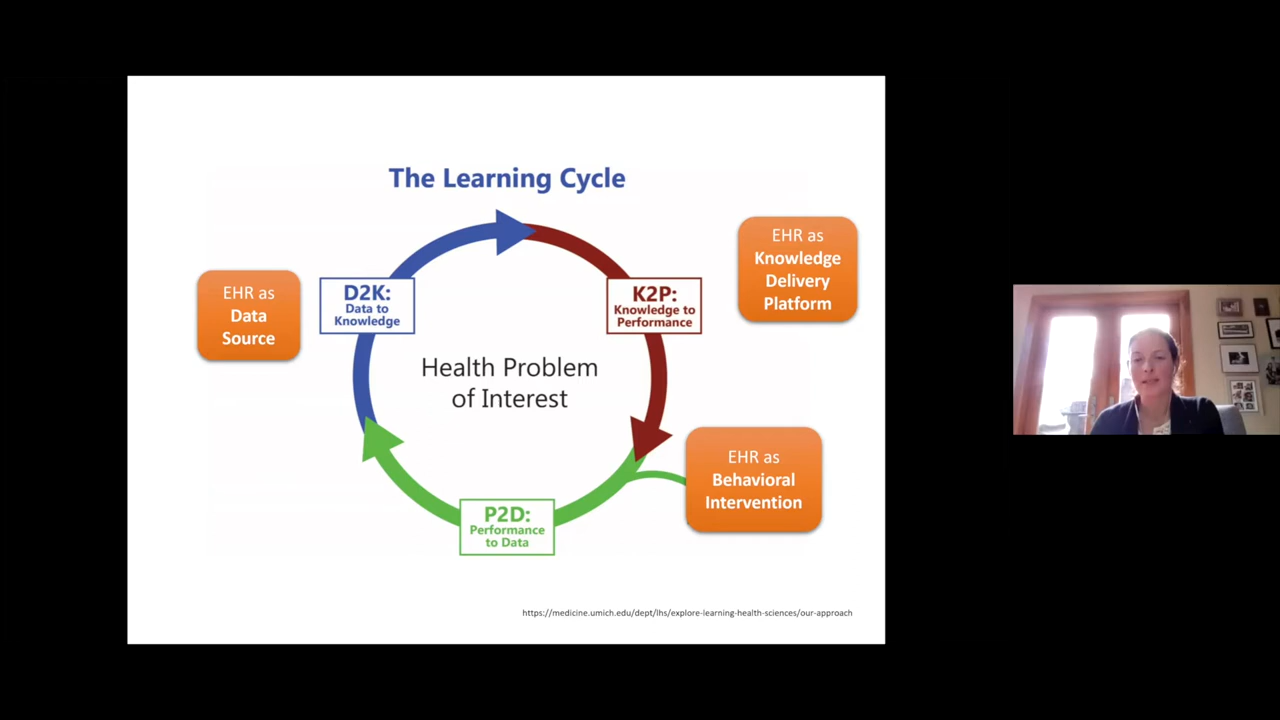 The Learning Cycle
EHR as
Data
Source
D2K:
Data to
Knowledge
K2P:
Knowledge to
Performance
EHR as
Knowledge
Delivery
Platform
Health Problem
of Interest
EHR as
Behavioral
Intervention
P2D:
Performance
to Data
https://medicine.umich.edu/dept/lhs/explore-learning-health-sciences/our-approach